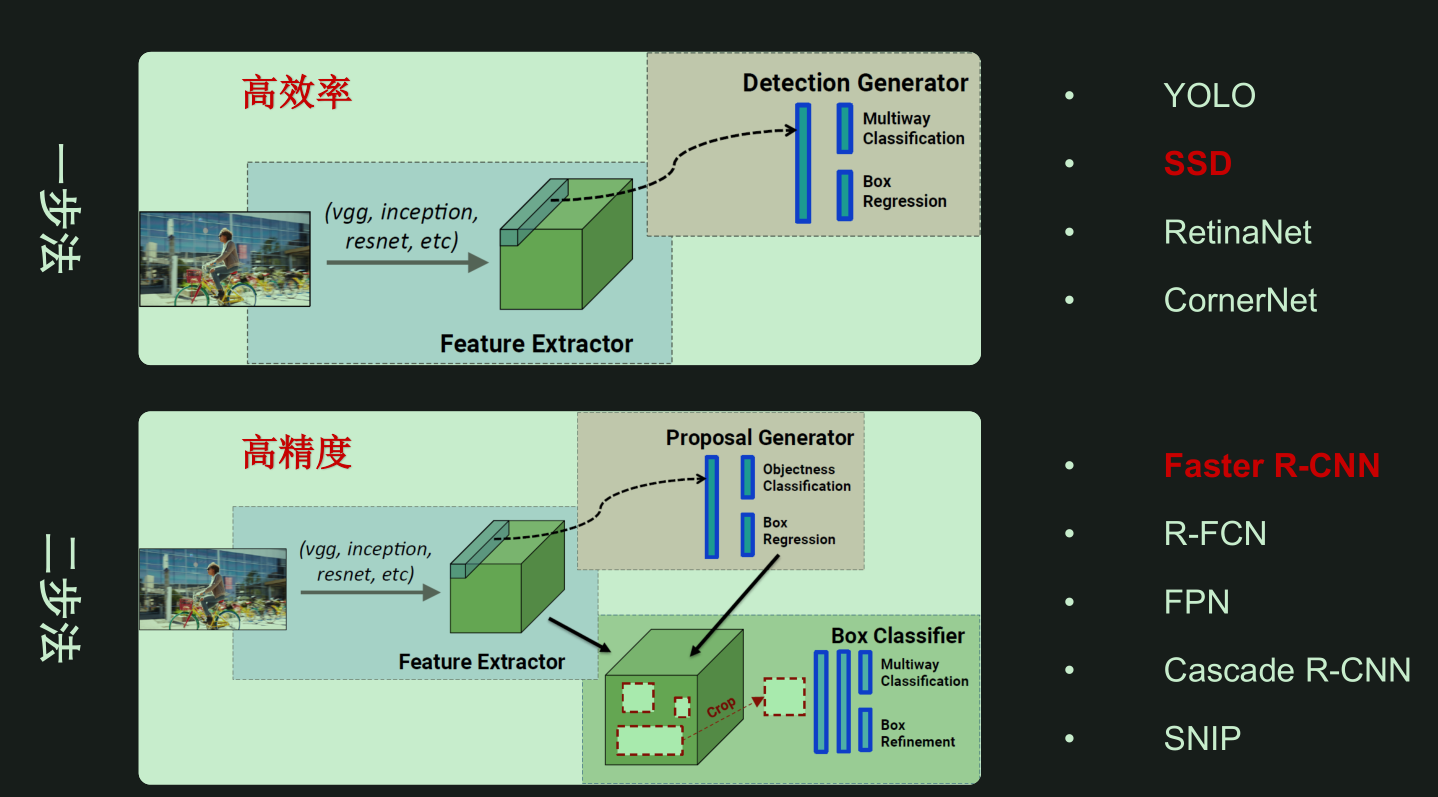 一步法
高效率
(vgg, inception,
resnet, etc)
Feature Extractor
Detection Generator
Multiway
Classification
Box
Regression
• YOLO
• SSD
• RetinaNet
• CornerNet
二步法
高精度
(vgg, inception,
resnet, etc)
Feature Extractor
Proposal Generator
Objectness
Classification
Box
Regression
Crop
Box Classifier
Multiway
Classification
Box
Refinement
• Faster R-CNN
• R-FCN
• FPN
• Cascade R-CNN
• SNIP